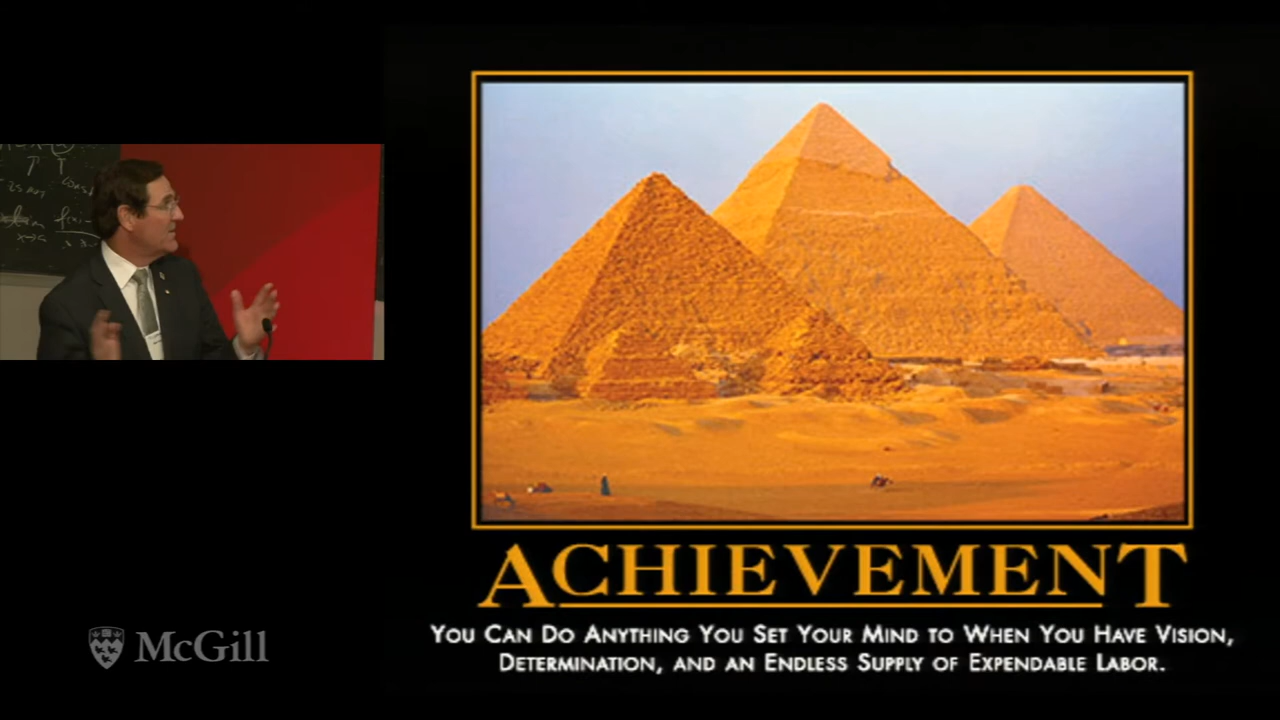 ACHIEVEMENT
YOU CAN DO ANYTHING YOU SET YOUR MIND TO WHEN YOU HAVE VISION,
DETERMINATION, AND AN ENDLESS SUPPLY OF EXPENDABLE LABOR.
McGill